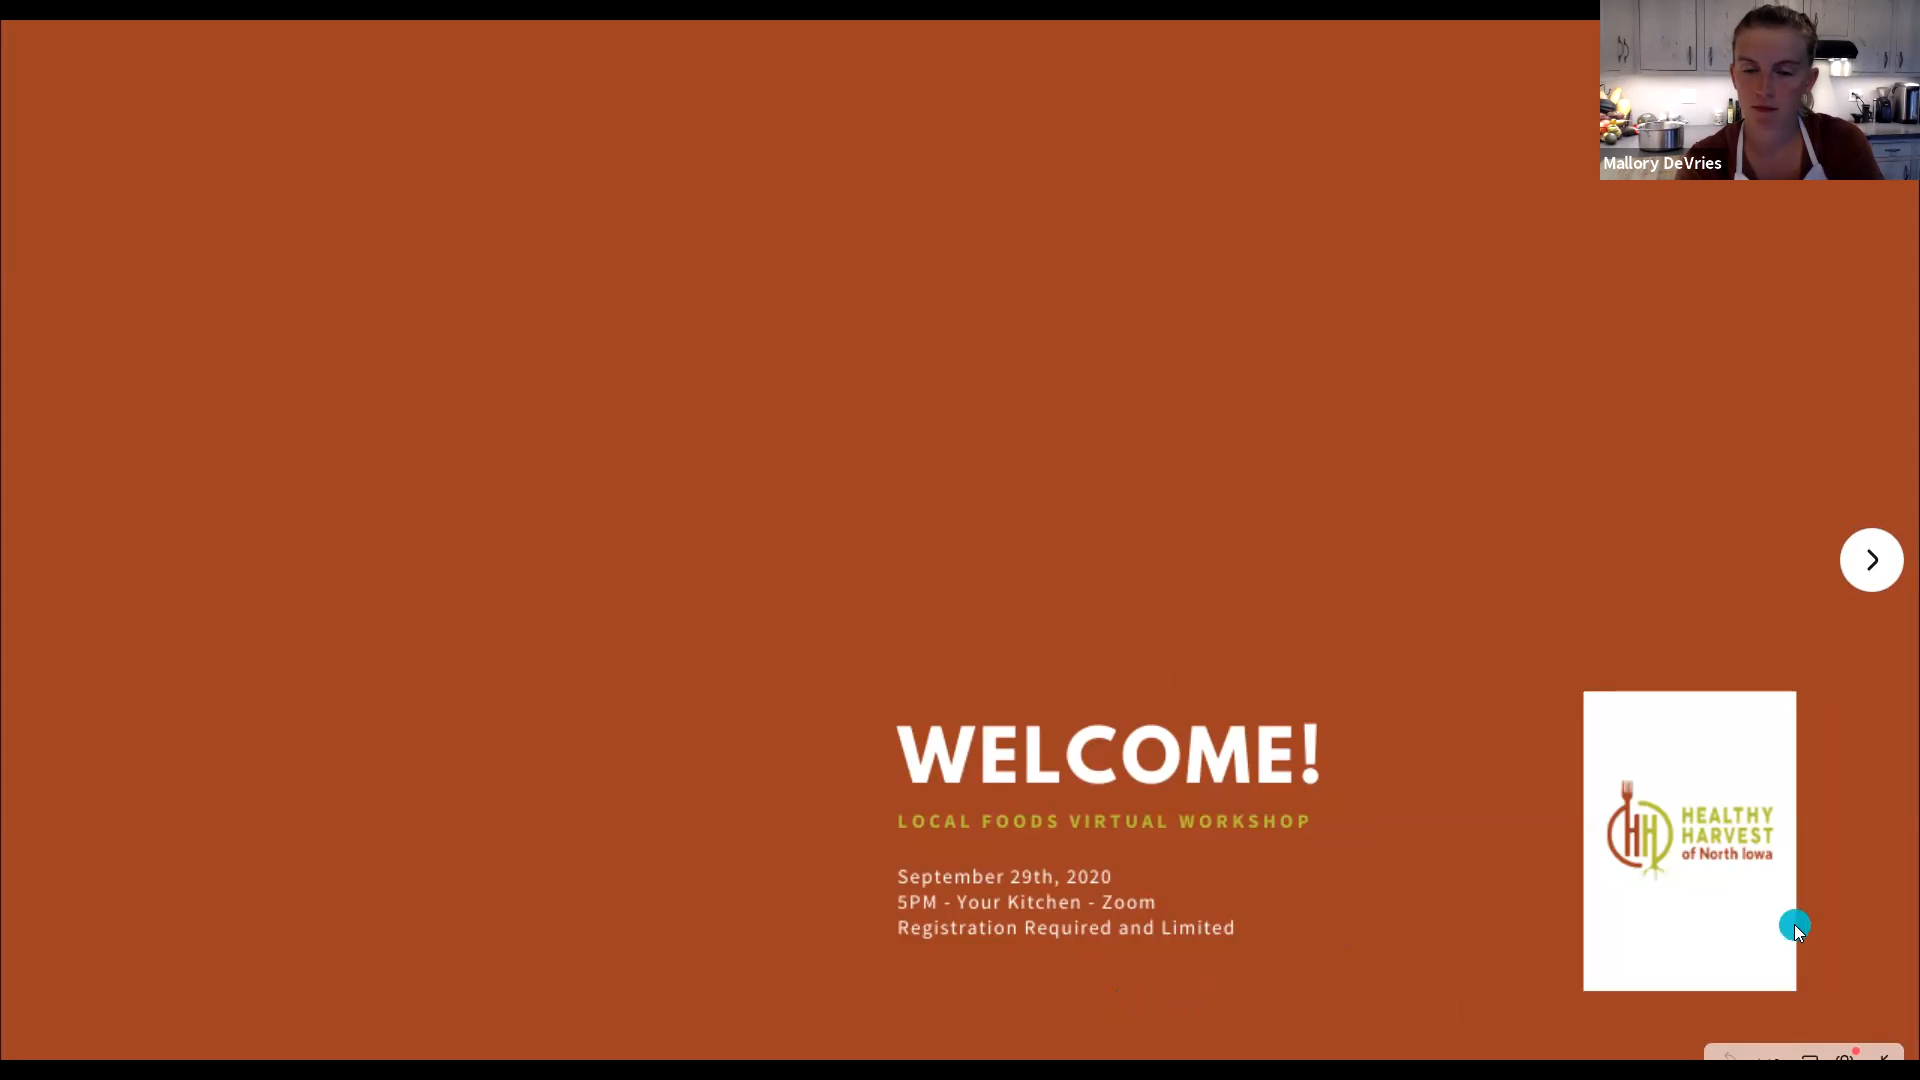 Mallory DeVries
WELCOME!
LOCAL FOODS VIRTUAL WORKSHOP
September 29th, 2020
5PM - Your Kitchen - Zoom
Registration Required and Limited
HH
HEALTHY
HARVEST
of North Iowa